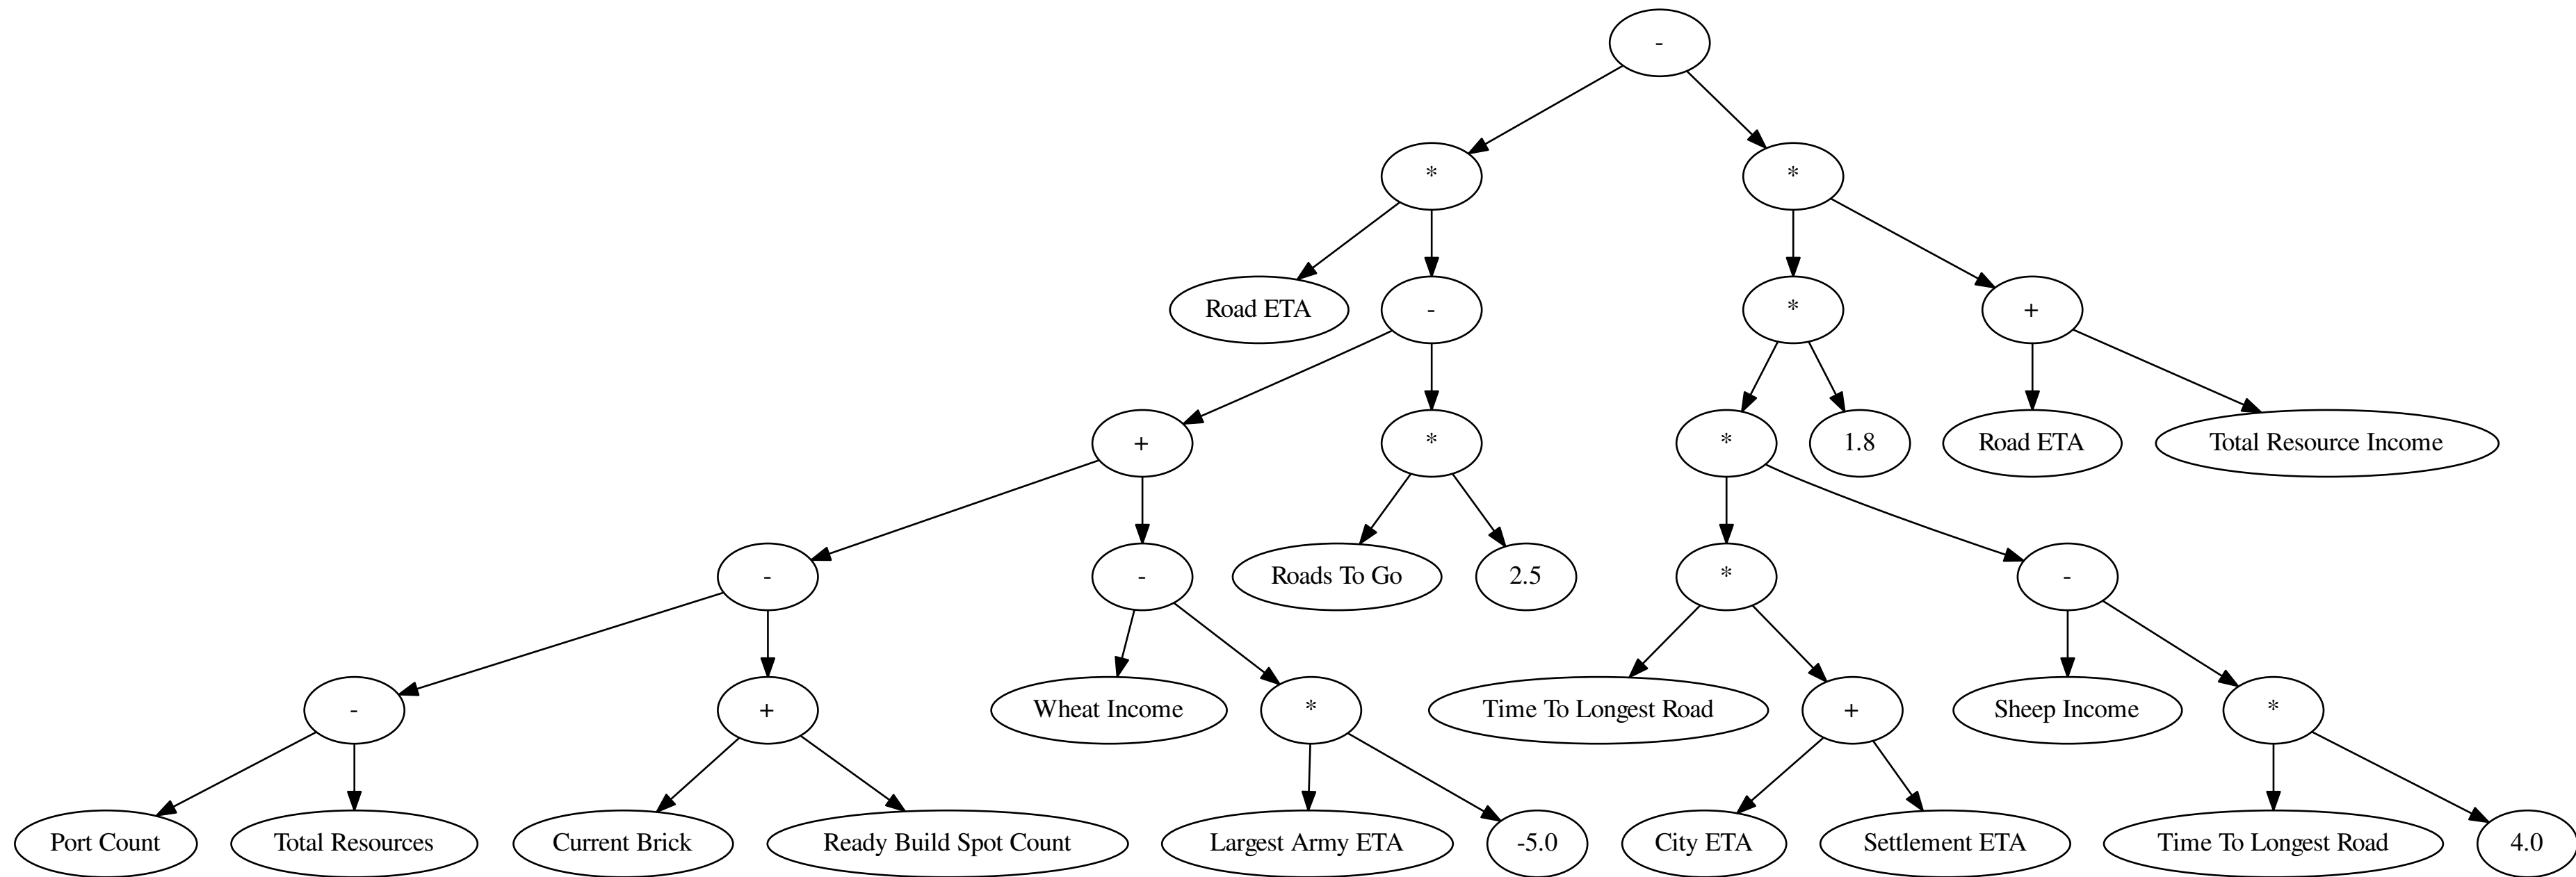 -
*
*
Road ETA
-
*
+
+
*
*
1.8
Road ETA
Total Resource Income
-
-
Roads To Go
2.5
*
-
-
+
Wheat Income
*
Time To Longest Road
+
Sheep Income
*
Port Count
Total Resources
Current Brick
Ready Build Spot Count
Largest Army ETA
-5.0
City ETA
Settlement ETA
Time To Longest Road
4.0